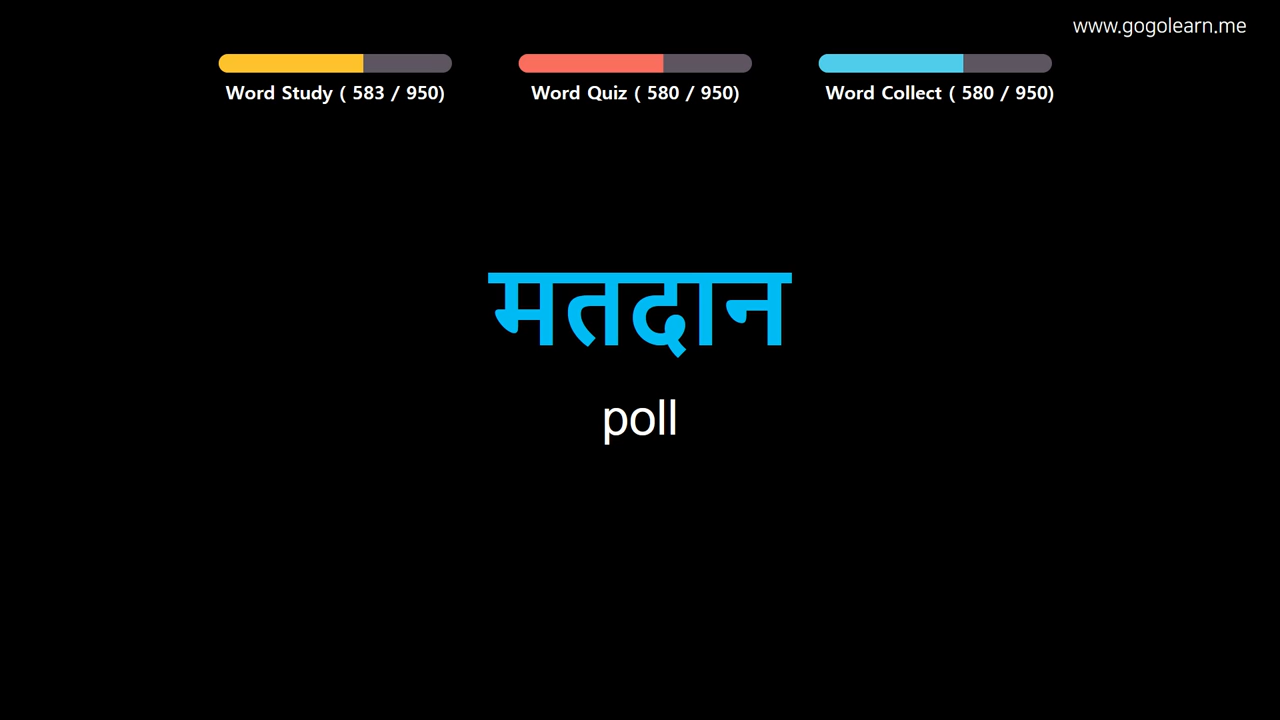 www.gogolearn.me
Word Study ( 583 / 950)
Word Quiz ( 580 / 950)
Word Collect ( 580 / 950)
मतदान
poll